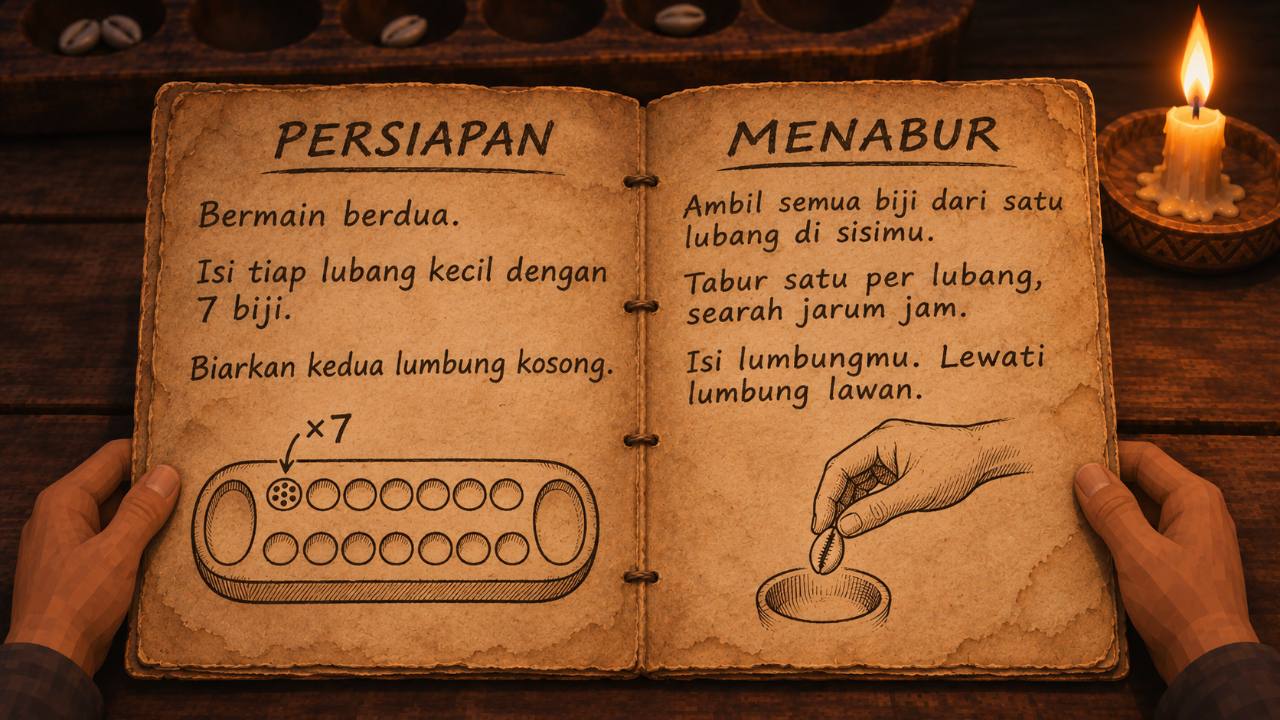 PERSIAPAN
Bermain berdua.
Isi tiap lubang kecil dengan
7 biji.
Biarkan kedua lumbung kosong.
×7
MENABUR
Ambil semua biji dari satu
lubang di sisimu.
Tabur satu per lubang,
searah jarum jam.
Isi lumbungmu. Lewati
lumbung lawan.